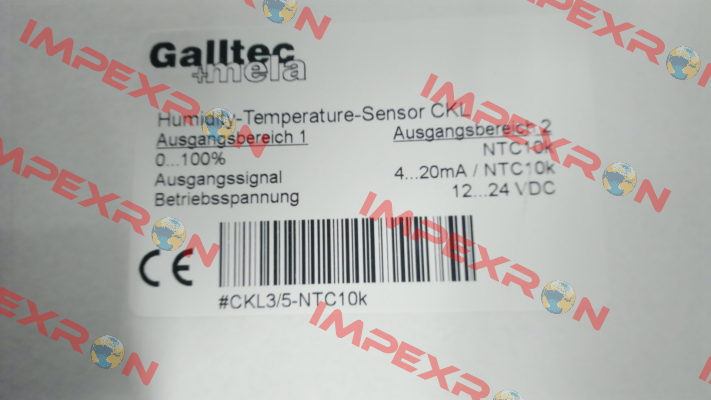 Galltec
+mela
Humidity-Temperature-Sensor CKL
Ausgangsbereich 1 Ausgangsbereich 2
0...100% NTC10k
Ausgangssignal 4...20mA / NTC10k
Betriebsspannung 12...24 VDC
CE
#CKL3/5-NTC10k
IMPEXRON
IMPEXRON
IMPEXRON
IMPEXRON
IMPEXRON
IMPEXRON
IMPEXRON